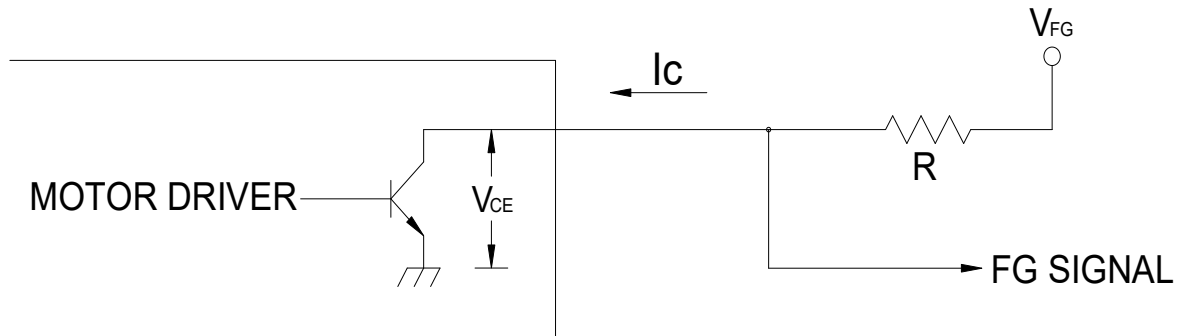 VFG
Ic
R
MOTOR DRIVER
VCE
FG SIGNAL